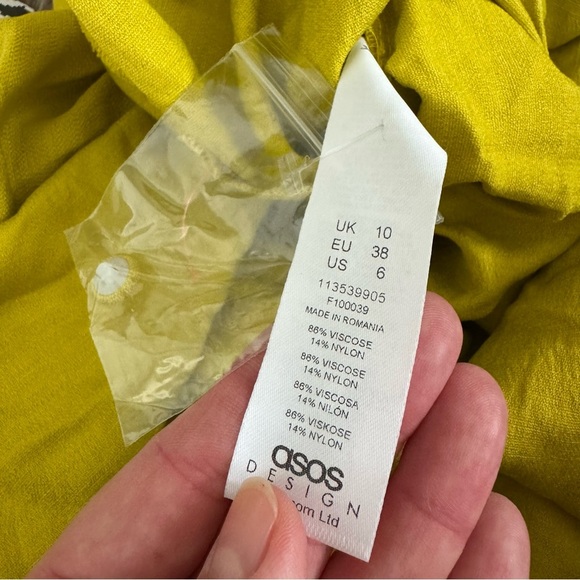 UK 10
EU 38
US 6
113539905
F100039
MADE IN ROMANIA
86% VISCOSE
14% NYLON
86% VISCOSE
14% NYLON
86% VISCOSA
14% NILÓN
86% VISKOSE
14% NYLON
asos
DESIGN
Ltd